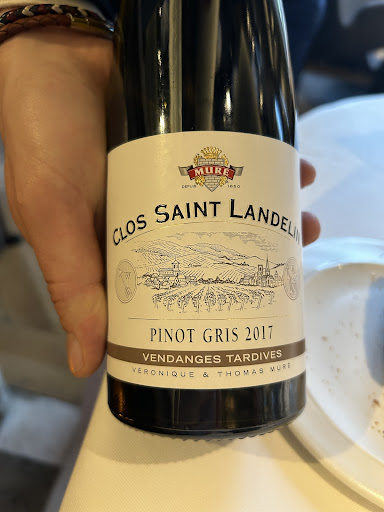 MURÉ
DEPUIS 1650
CLOS SAINT LANDELIN
PINOT GRIS 2017
VENDANGES TARDIVES
VÉRONIQUE & THOMAS MURÉ